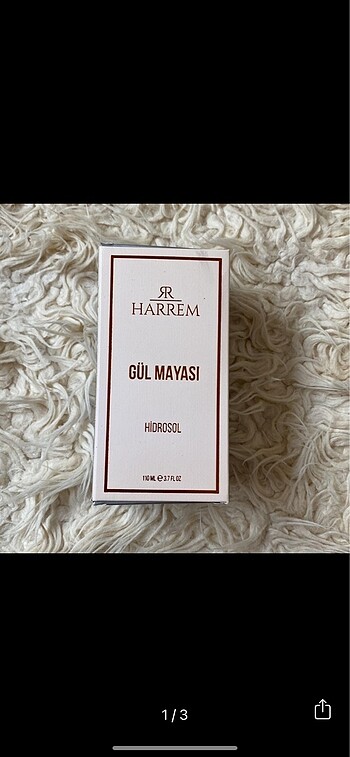 RR
HARREM
GÜL MAYASI
HİDROSOL
110 ML ℮ 3.7 FL OZ
1 / 3